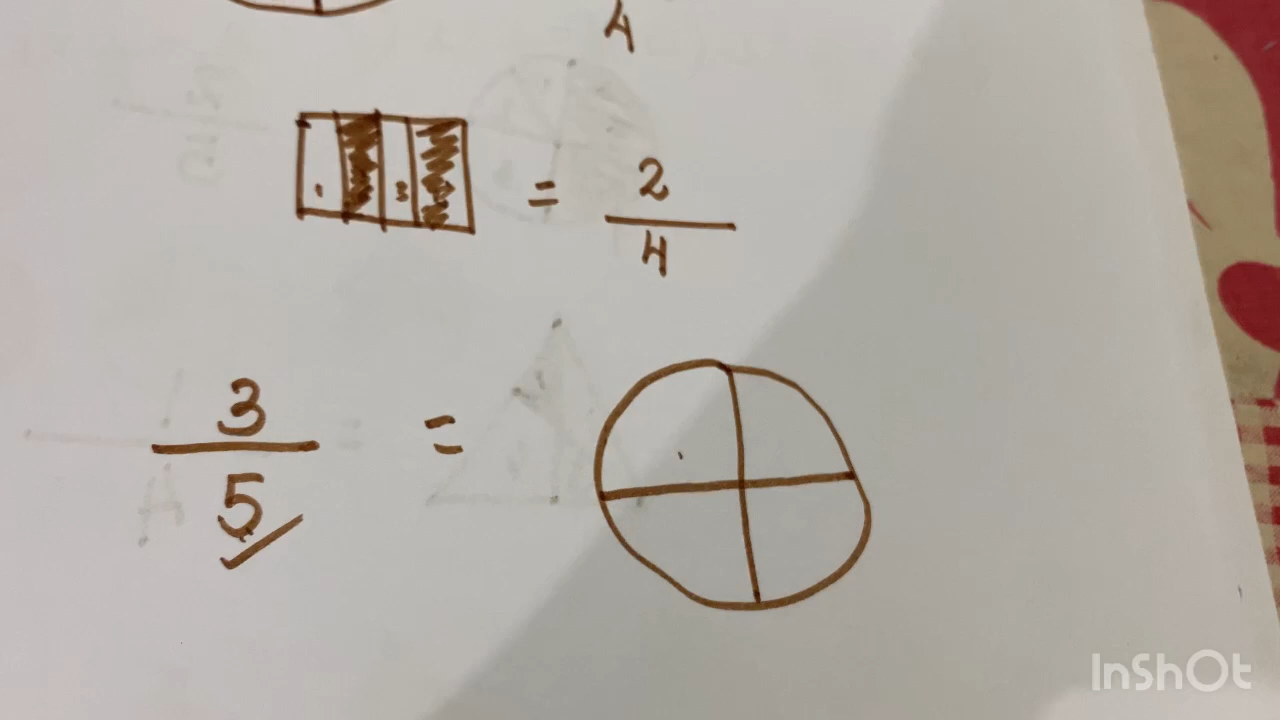 4
= 2/4
3/5 =
InShOt